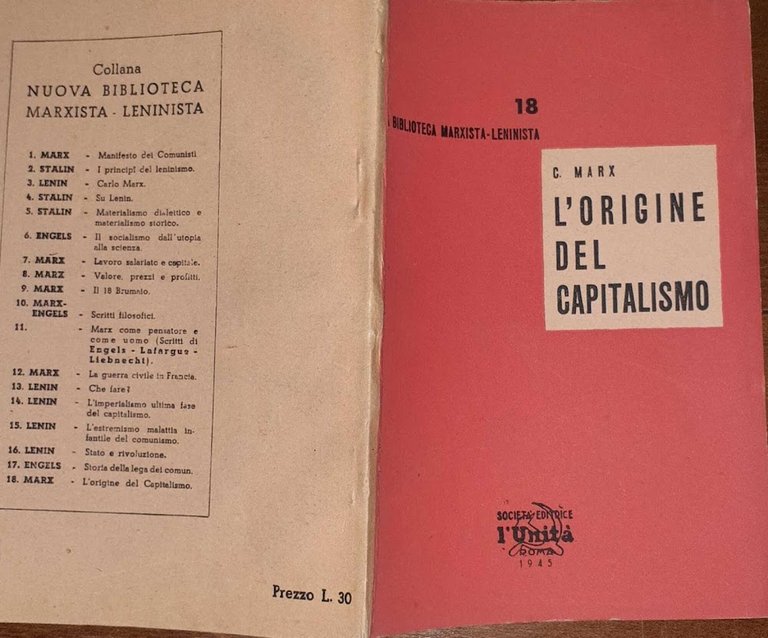 Collana
NUOVA BIBLIOTECA
MARXISTA - LENINISTA
1. MARX - Manifesto dei Comunisti
2. STALIN - I principî del leninismo.
3. LENIN - Carlo Marx.
4. STALIN - Su Lenin.
5. STALIN - Materialismo dialettico e
materialismo storico.
6. ENGELS - Il socialismo dall'utopia
alla scienza.
7. MARX - Lavoro salariato e capitale.
8. MARX - Valore, prezzi e profitti.
9. MARX - Il 18 Brumaio.
10. MARX-
ENGELS - Scritti filosofici.
11. - Marx come pensatore e
come uomo (Scritti di
Engels - Lafargue -
Liebnecht).
12. MARX - La guerra civile in Francia.
13. LENIN - Che fare?
14. LENIN - L'imperialismo ultima fase
del capitalismo.
15. LENIN - L'estremismo malattia in-
fantile del comunismo.
16. LENIN - Stato e rivoluzione.
17. ENGELS - Storia della lega dei comun.
18. MARX - L'origine del Capitalismo.
Prezzo L. 30
18
BIBLIOTECA MARXISTA-LENINISTA
C. MARX
L'ORIGINE
DEL
CAPITALISMO
SOCIETÀ EDITRICE
l'Unità
ROMA
1945